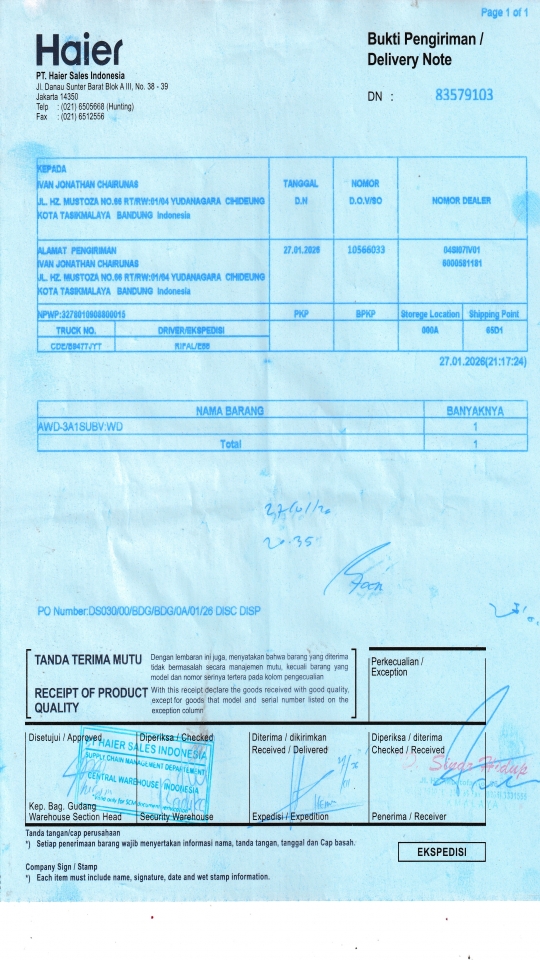 Page 1 of 1
Haier
Bukti Pengiriman /
Delivery Note
PT. Haier Sales Indonesia
Jl. Danau Sunter Barat Blok A III, No. 38 - 39
Jakarta 14350
Telp : (021) 6505668 (Hunting)
Fax : (021) 6512556
DN : 83579103
KEPADA
IVAN JONATHAN CHAIRUNAS
JL. HZ. MUSTOZA NO.66 RT/RW:01/04 YUDANAGARA CIHIDEUNG
KOTA TASIKMALAYA BANDUNG Indonesia
TANGGAL
D.N
NOMOR
D.O.V/SO
NOMOR DEALER
ALAMAT PENGIRIMAN
IVAN JONATHAN CHAIRUNAS
JL. HZ. MUSTOZA NO.66 RT/RW:01/04 YUDANAGARA CIHIDEUNG
KOTA TASIKMALAYA BANDUNG Indonesia
27.01.2026
10566033
6000581181
NPWP:3278010908800015
PKP
BPKP
Storege Location
Shipping Point
TRUCK NO.
DRIVER/EKSPEDISI
000A
65D1
27.01.2026(21:17:24)
NAMA BARANG
BANYAKNYA
AWD-3A1SUBV:WD
1
Total
1
20.35
PO Number:DS030/00/BDG/BDG/0A/01/26 DISC DISP
TANDA TERIMA MUTU
Dengan lembaran ini juga, menyatakan bahwa barang yang diterima
tidak bermasalah secara manajemen mutu, kecuali barang yang
model dan nomor serinya tertera pada kolom pengecualian
RECEIPT OF PRODUCT
QUALITY
With this receipt declare the goods received with good quality,
except for goods that model and serial number listed on the
exception column
Perkecualian /
Exception
Disetujui / Approved
Diperiksa / Checked
Diterima / dikirimkan
Received / Delivered
Diperiksa / diterima
Checked / Received
PT HAIER SALES INDONESIA
SUPPLY CHAIN MANAGEMENT DEPARTEMENT
CENTRAL WAREHOUSE - INDONESIA
Sinar Hidup
Kep. Bag. Gudang
Warehouse Section Head
Security Warehouse
Expedisi / Expedition
Penerima / Receiver
Tanda tangan/cap perusahaan
*) Setiap penerimaan barang wajib menyertakan informasi nama, tanda tangan, tanggal dan Cap basah.
EKSPEDISI
Company Sign / Stamp
*) Each item must include name, signature, date and wet stamp information.